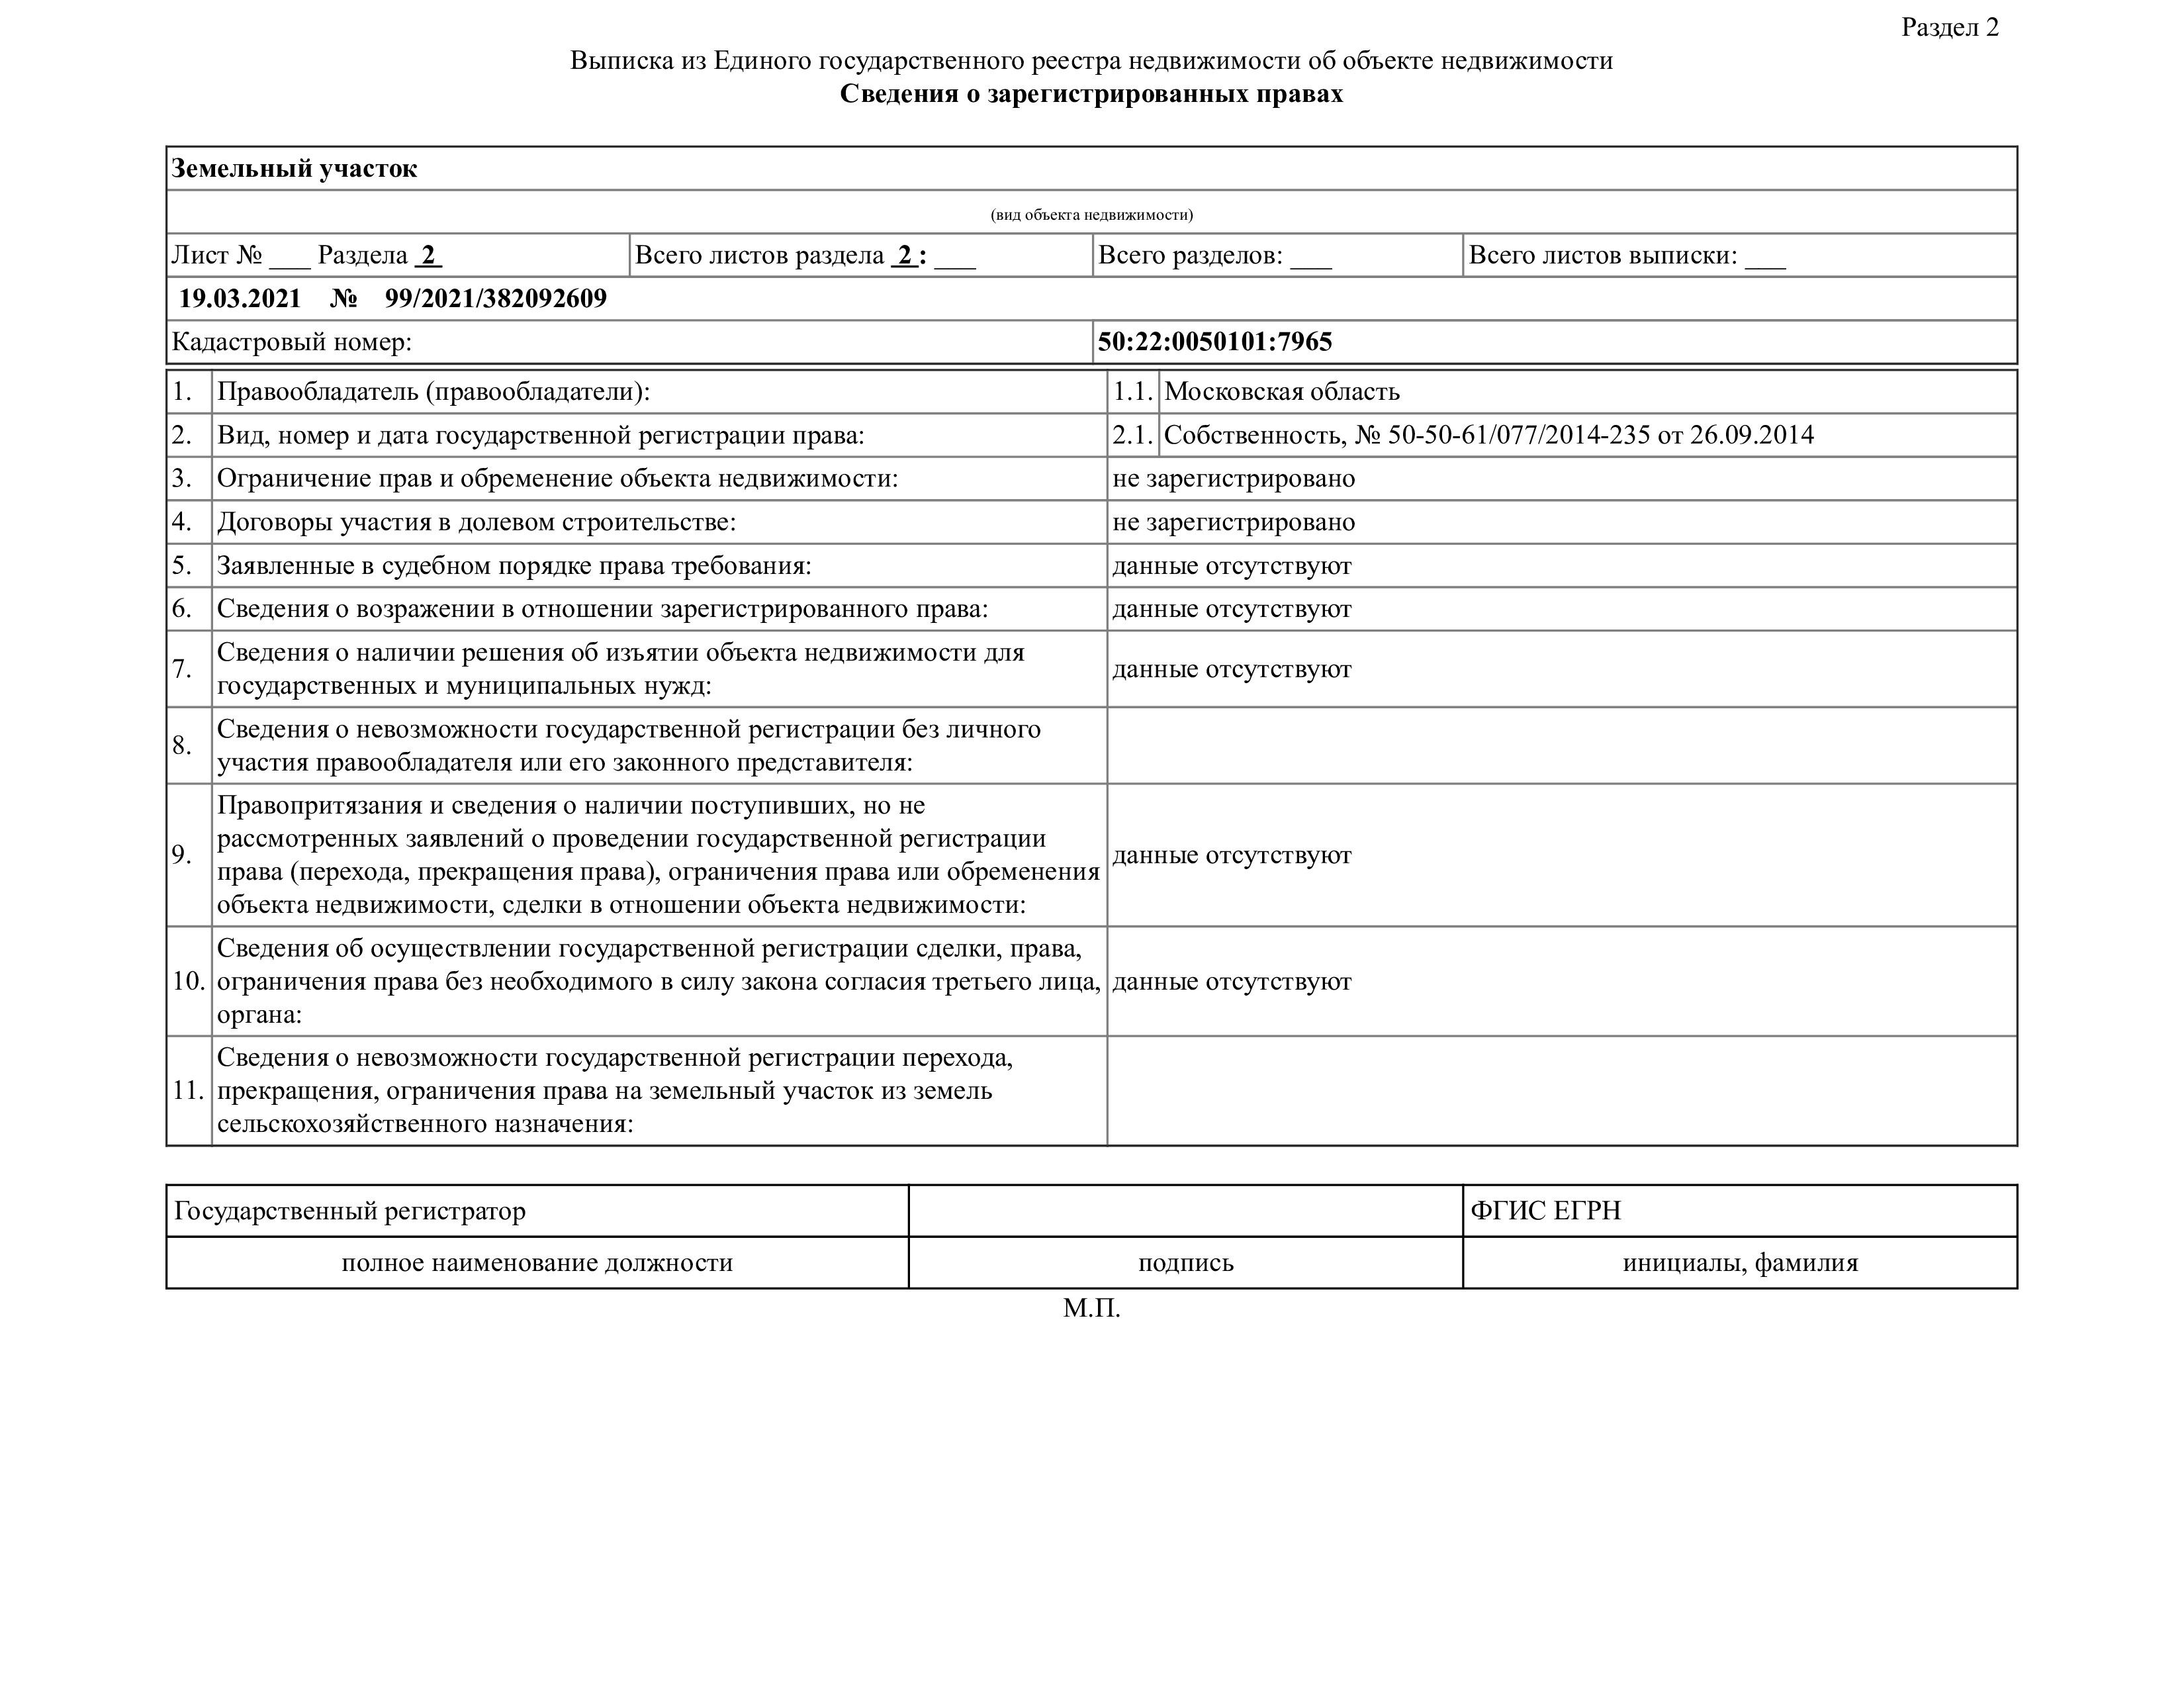 Раздел 2
Выписка из Единого государственного реестра недвижимости об объекте недвижимости
Сведения о зарегистрированных правах
Земельный участок
(вид объекта недвижимости)
Лист № ___ Раздела 2 Всего листов раздела 2 : ___ Всего разделов: ___ Всего листов выписки: ___
19.03.2021 № 99/2021/382092609
Кадастровый номер: 50:22:0050101:7965
1. Правообладатель (правообладатели): 1.1. Московская область
2. Вид, номер и дата государственной регистрации права: 2.1. Собственность, № 50-50-61/077/2014-235 от 26.09.2014
3. Ограничение прав и обременение объекта недвижимости: не зарегистрировано
4. Договоры участия в долевом строительстве: не зарегистрировано
5. Заявленные в судебном порядке права требования: данные отсутствуют
6. Сведения о возражении в отношении зарегистрированного права: данные отсутствуют
7. Сведения о наличии решения об изъятии объекта недвижимости для
государственных и муниципальных нужд: данные отсутствуют
8. Сведения о невозможности государственной регистрации без личного
участия правообладателя или его законного представителя:
9. Правопритязания и сведения о наличии поступивших, но не
рассмотренных заявлений о проведении государственной регистрации
права (перехода, прекращения права), ограничения права или обременения
объекта недвижимости, сделки в отношении объекта недвижимости: данные отсутствуют
10. Сведения об осуществлении государственной регистрации сделки, права,
ограничения права без необходимого в силу закона согласия третьего лица,
органа: данные отсутствуют
11. Сведения о невозможности государственной регистрации перехода,
прекращения, ограничения права на земельный участок из земель
сельскохозяйственного назначения:
Государственный регистратор ФГИС ЕГРН
полное наименование должности подпись инициалы, фамилия
М.П.